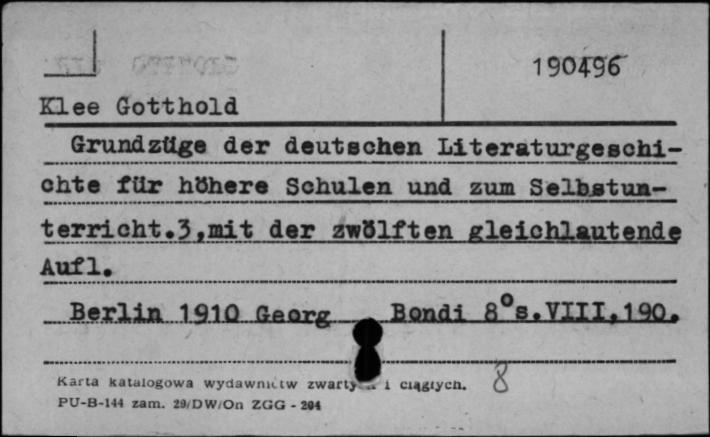 190496
Klee Gotthold
Grundzüge der deutschen Literaturgeschi-
chte für höhere Schulen und zum Selbstun-
terricht.3,mit der zwölften gleichlautende
Aufl.
Berlin 1910 Georg Bondi 8°s.VIII,190.
Karta katalogowa wydawnictw i ciągłych. 8
PU-B-144 zam. 29/DW/On ZGG - 204